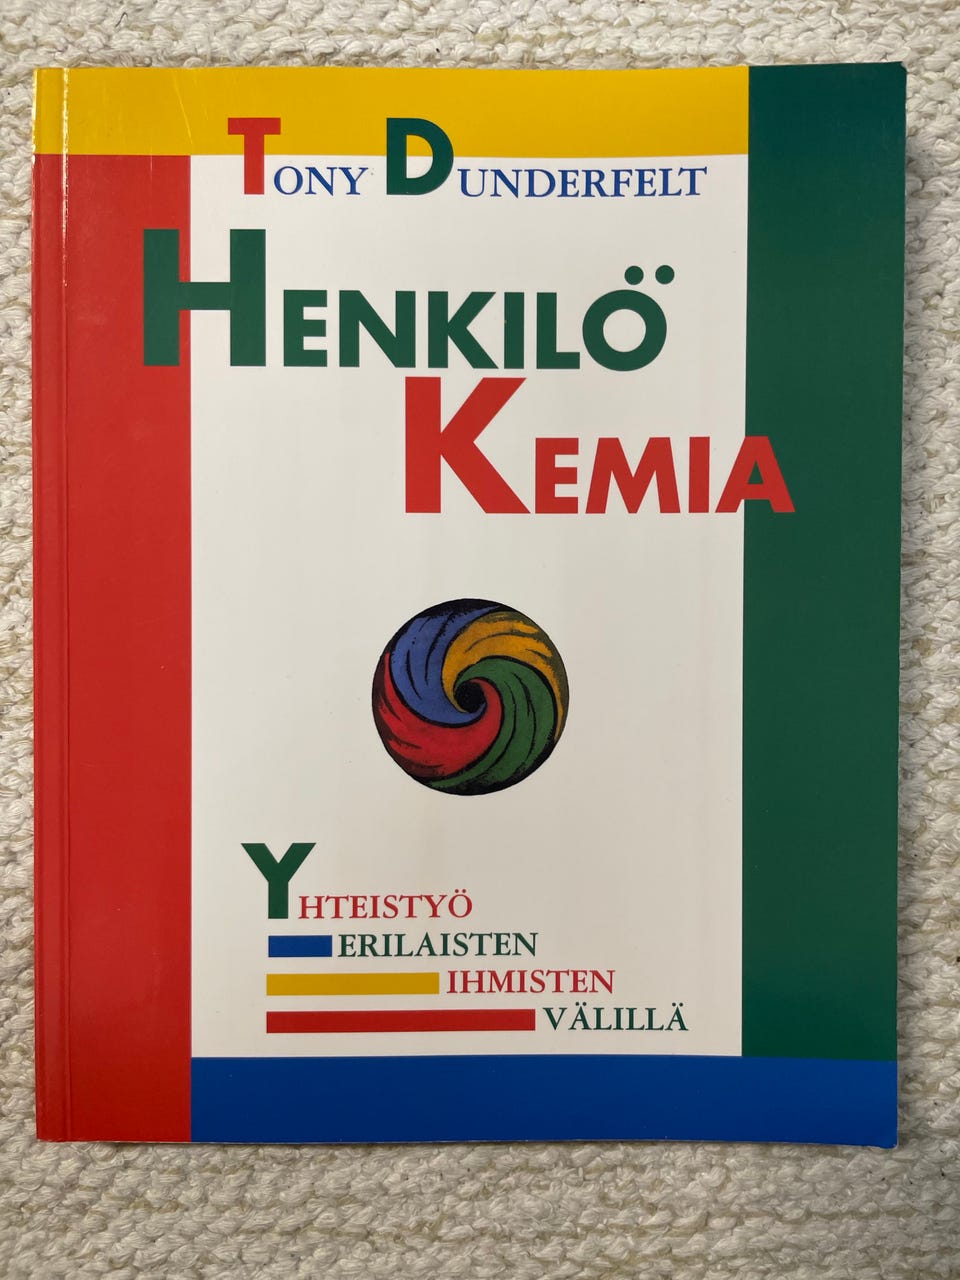 TONY DUNDERFELT
HENKILÖ
KEMIA
YHTEISTYÖ
ERILAISTEN
IHMISTEN
VÄLILLÄ